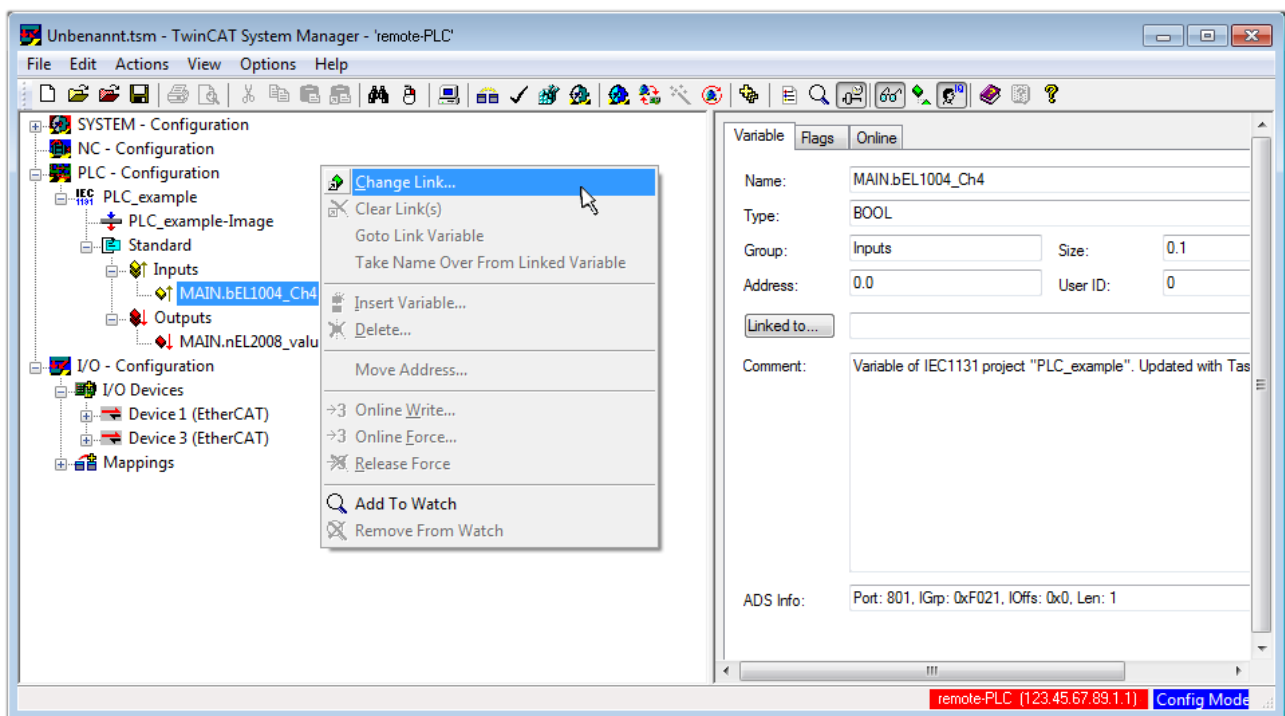 Unbenannt.tsm - TwinCAT System Manager - 'remote-PLC'
File Edit Actions View Options Help
SYSTEM - Configuration
NC - Configuration
PLC - Configuration
IEC
1131
PLC_example
PLC_example-Image
Standard
Inputs
MAIN.bEL1004_Ch4
Outputs
MAIN.nEL2008_valu
I/O - Configuration
I/O Devices
Device 1 (EtherCAT)
Device 3 (EtherCAT)
Mappings
Change Link...
Clear Link(s)
Goto Link Variable
Take Name Over From Linked Variable
Insert Variable...
Delete...
Move Address...
→3 Online Write...
→3 Online Force...
Release Force
Add To Watch
Remove From Watch
Variable Flags Online
Name: MAIN.bEL1004_Ch4
Type: BOOL
Group: Inputs Size: 0.1
Address: 0.0 User ID: 0
Linked to...
Comment: Variable of IEC1131 project "PLC_example". Updated with Tas
ADS Info: Port: 801, IGrp: 0xF021, IOffs: 0x0, Len: 1
remote-PLC (123.45.67.89.1.1) Config Mode